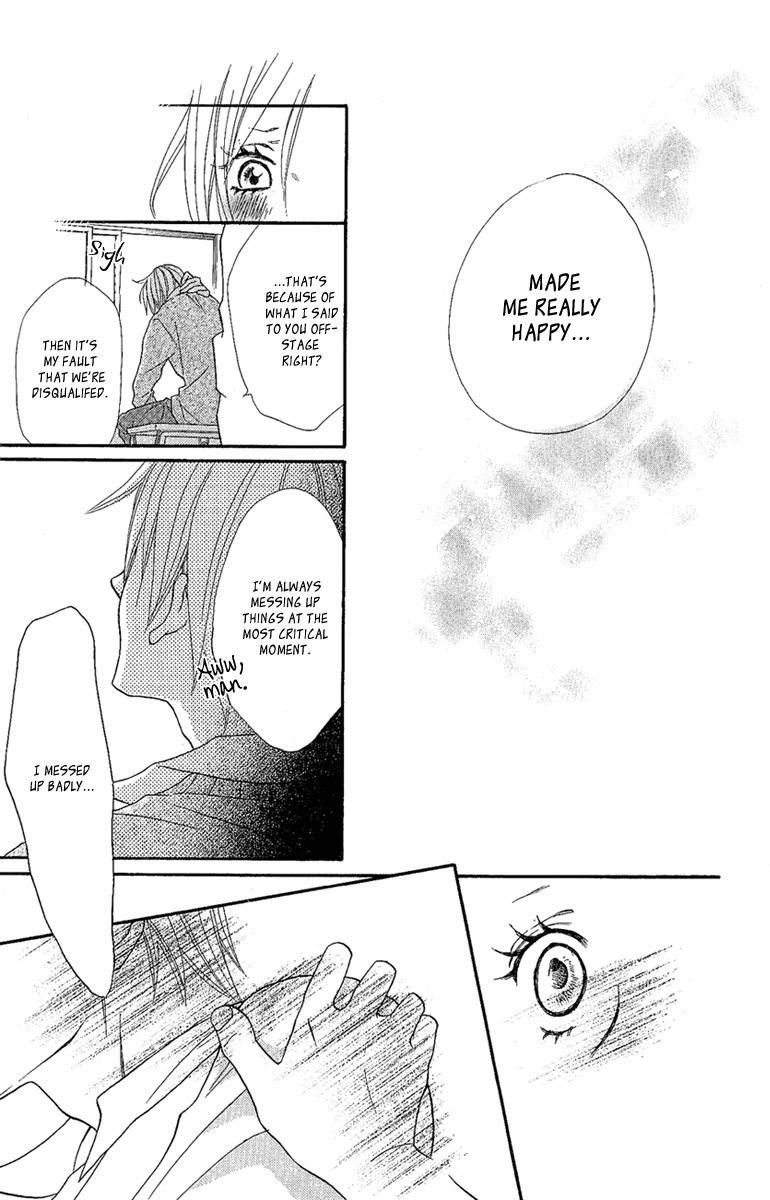 MADE
ME REALLY
HAPPY...
...THAT'S
BECAUSE OF
WHAT I SAID
TO YOU OFF-
STAGE
RIGHT?
Sigh
THEN IT'S
MY FAULT
THAT WE'RE
DISQUALIFED.
I'M ALWAYS
MESSING UP
THINGS AT THE
MOST CRITICAL
MOMENT.
Aww,
man.
I MESSED
UP BADLY...